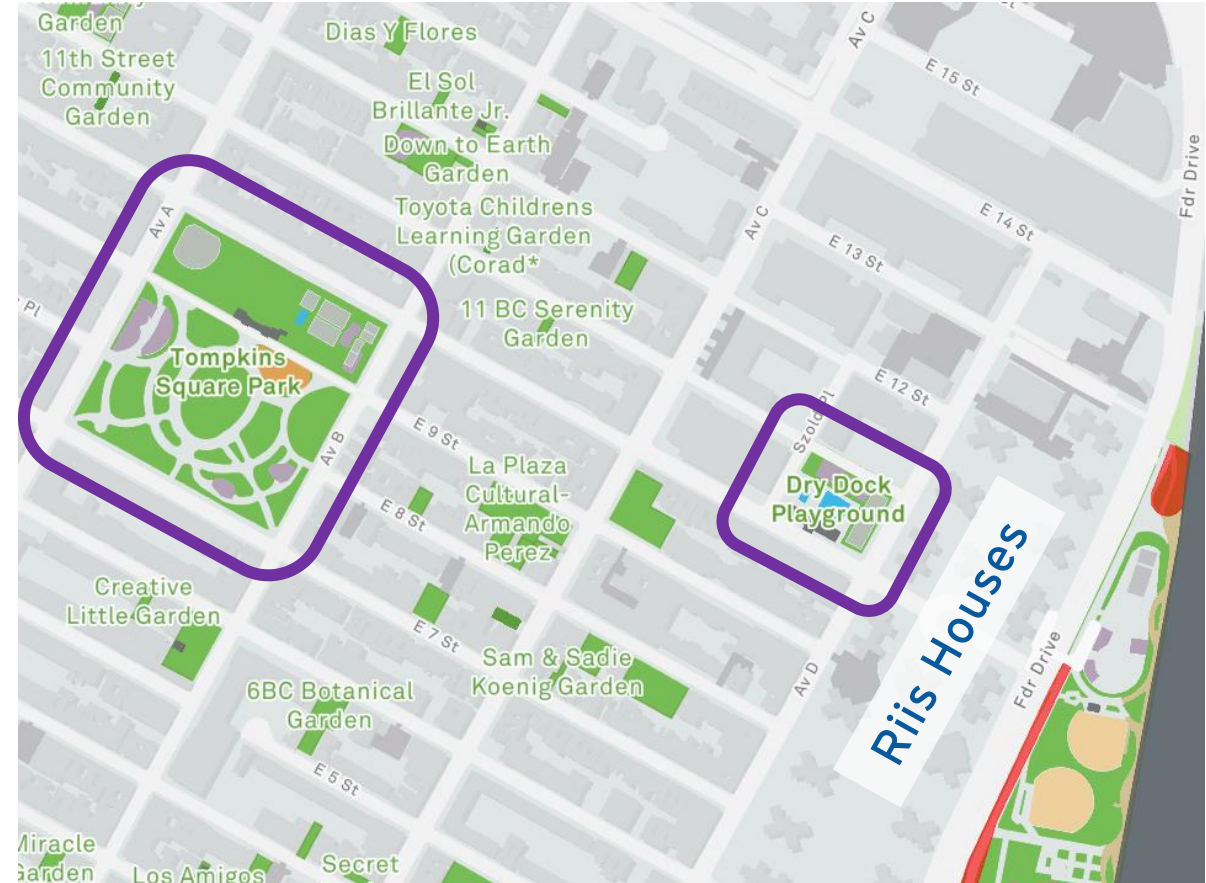 Garden
11th Street
Community
Garden
Dias Y Flores
El Sol
Brillante Jr.
Down to Earth
Garden
Toyota Childrens
Learning Garden
(Corad*
11 BC Serenity
Garden
Av C
E 15 St
Fdr Drive
E 14 St
Av C
E 13 St
Av A
Pl
Tompkins
Square Park
Av B
E 9 St
E 8 St
La Plaza
Cultural-
Armando
Perez
E 12 St
Szold Pl
Dry Dock
Playground
Riis Houses
Creative
Little Garden
E 7 St
Sam & Sadie
Koenig Garden
Av D
Fdr Drive
6BC Botanical
Garden
E 5 St
Miracle
Garden
Los Amigos
Secret